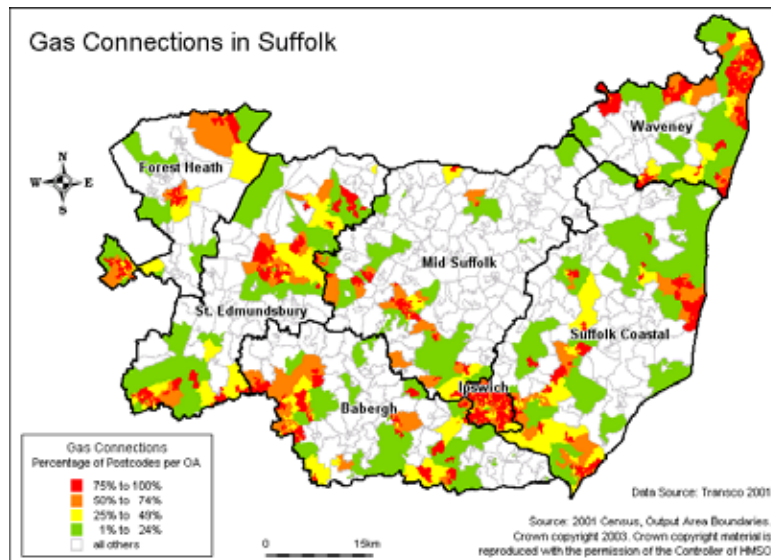 Gas Connections in Suffolk
Waveney
Forest Heath
N
W E
S
Mid Suffolk
St. Edmundsbury
Suffolk Coastal
Ipswich
Babergh
Gas Connections
Percentage of Postcodes per OA
75% to 100%
50% to 74%
25% to 49%
1% to 24%
all others
0 15km
Data Source: Transco 2001
Source: 2001 Census, Output Area Boundaries.
Crown copyright 2003. Crown copyright material is
reproduced with the permission of the Controller of HMSO